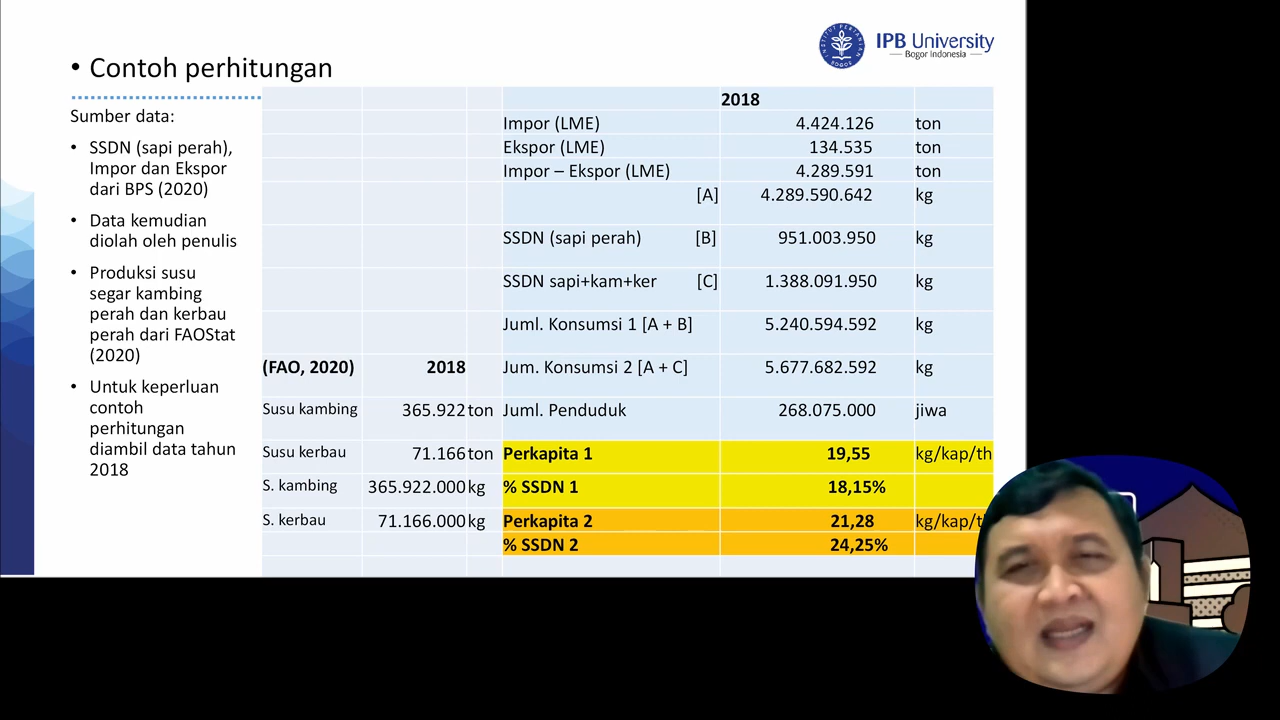 IPB University
Bogor Indonesia
• Contoh perhitungan
Sumber data:
• SSDN (sapi perah),
Impor dan Ekspor
dari BPS (2020)
• Data kemudian
diolah oleh penulis
• Produksi susu
segar kambing
perah dan kerbau
perah dari FAOStat
(2020)
• Untuk keperluan
contoh
perhitungan
diambil data tahun
2018
2018
Impor (LME) 4.424.126 ton
Ekspor (LME) 134.535 ton
Impor – Ekspor (LME) 4.289.591 ton
[A] 4.289.590.642 kg
SSDN (sapi perah) [B] 951.003.950 kg
SSDN sapi+kam+ker [C] 1.388.091.950 kg
Juml. Konsumsi 1 [A + B] 5.240.594.592 kg
(FAO, 2020) 2018 Jum. Konsumsi 2 [A + C] 5.677.682.592 kg
Susu kambing 365.922 ton Juml. Penduduk 268.075.000 jiwa
Susu kerbau 71.166 ton Perkapita 1 19,55 kg/kap/th
S. kambing 365.922.000 kg % SSDN 1 18,15%
S. kerbau 71.166.000 kg Perkapita 2 21,28 kg/kap/t
% SSDN 2 24,25%